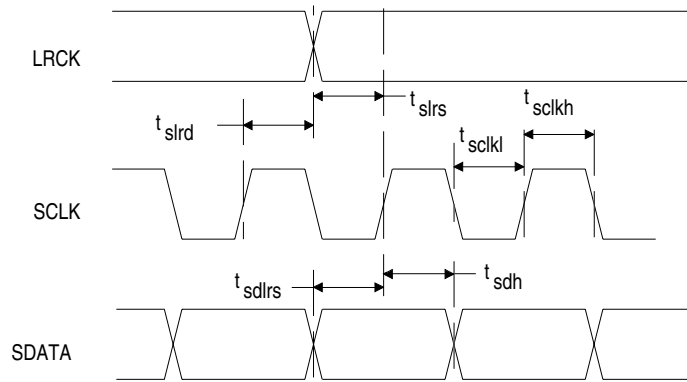 LRCK
t slrs
t sclkh
t slrd
t sclkl
SCLK
t sdlrs
t sdh
SDATA